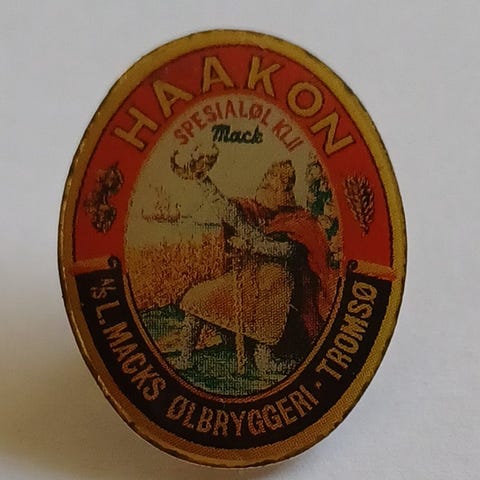 HAAKON
SPESIALØL KL.II
Mack
A/S L. MACKS ØLBRYGGERI · TROMSØ